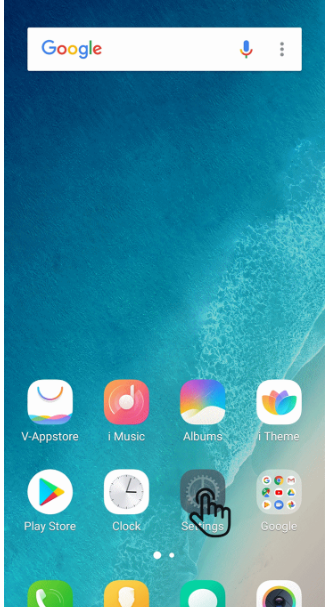 Google
V-Appstore
i Music
Albums
i Theme
Play Store
Clock
Settings
Google